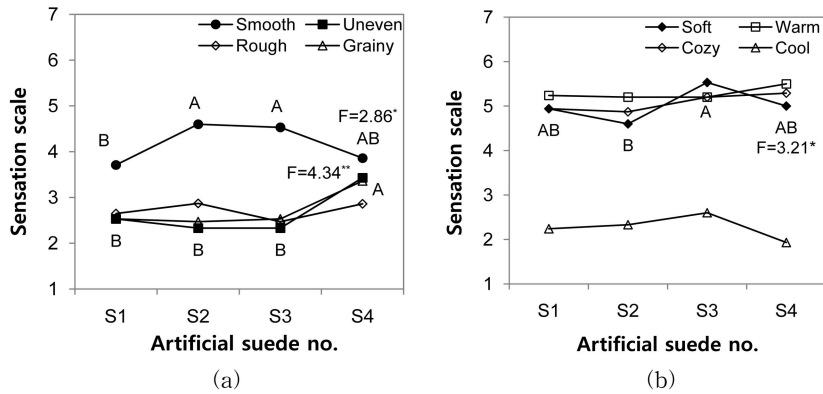 7
6
5
4
3
2
1
Sensation scale
Smooth Uneven
Rough Grainy
B A A F=2.86*
AB
F=4.34**
A
B B B
S1 S2 S3 S4
Artificial suede no.
(a)
7
6
5
4
3
2
1
Sensation scale
Soft Warm
Cozy Cool
AB B A AB
F=3.21*
S1 S2 S3 S4
Artificial suede no.
(b)